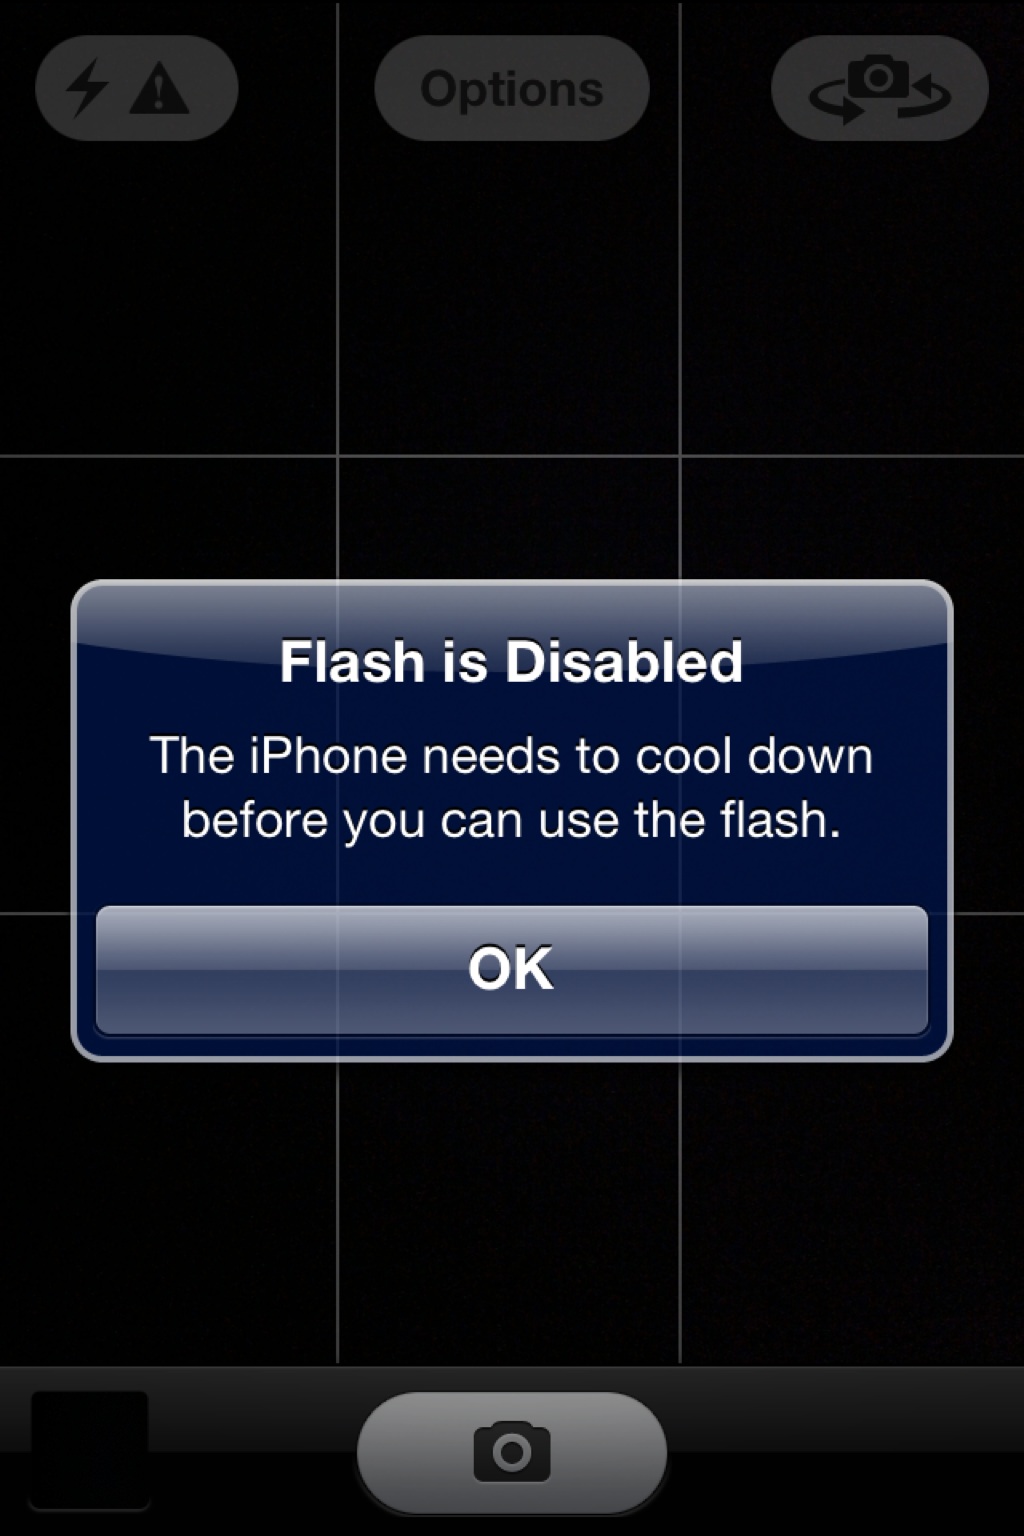 Options
Flash is Disabled
The iPhone needs to cool down
before you can use the flash.
OK